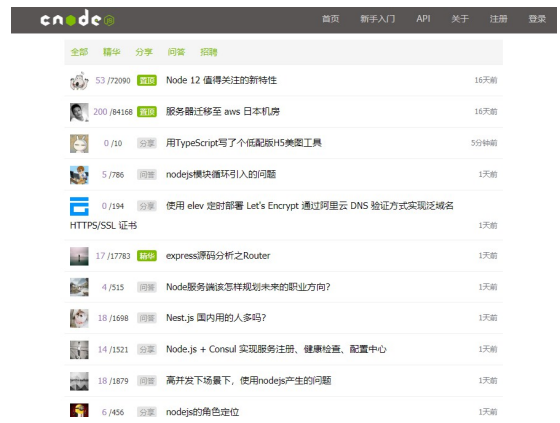 cnode js
首页 新手入门 API 关于 注册 登录
全部 精华 分享 问答 招聘
53 /72090 置顶 Node 12 值得关注的新特性 16天前
200 /84168 置顶 服务器迁移至 aws 日本机房 16天前
0 /10 分享 用TypeScript写了个低配版H5美图工具 5分钟前
5 /786 问答 nodejs模块循环引入的问题 1天前
0 /194 分享 使用 elev 定时部署 Let's Encrypt 通过阿里云 DNS 验证方式实现泛域名
HTTPS/SSL 证书 1天前
17 /17783 精华 express源码分析之Router 1天前
4 /515 问答 Node服务端该怎样规划未来的职业方向? 1天前
18 /1698 问答 Nest.js 国内用的人多吗? 1天前
14 /1521 分享 Node.js + Consul 实现服务注册、健康检查、配置中心 1天前
18 /1879 问答 高并发下场景下，使用nodejs产生的问题 1天前
6 /456 分享 nodejs的角色定位 1天前